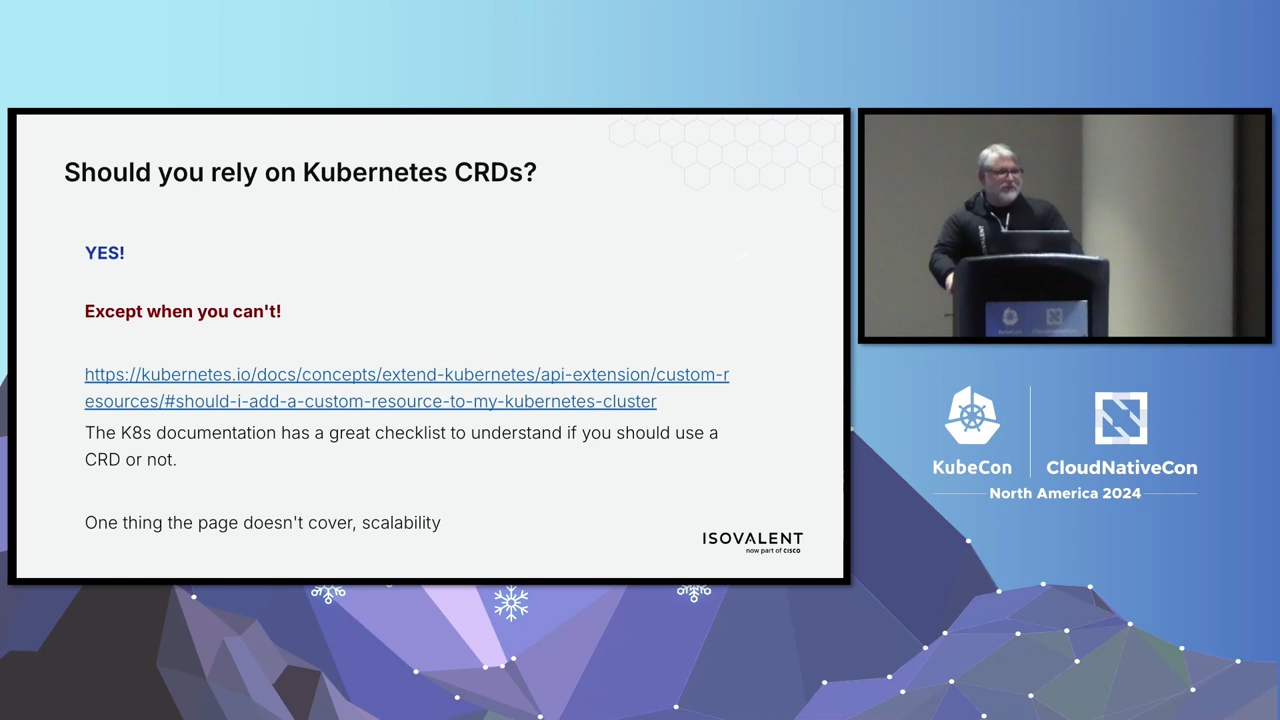 Should you rely on Kubernetes CRDs?
YES!
Except when you can't!
https://kubernetes.io/docs/concepts/extend-kubernetes/api-extension/custom-r
esources/#should-i-add-a-custom-resource-to-my-kubernetes-cluster
The K8s documentation has a great checklist to understand if you should use a
CRD or not.
One thing the page doesn't cover, scalability
ISOVALENT
now part of CISCO
KubeCon
CloudNativeCon
North America 2024